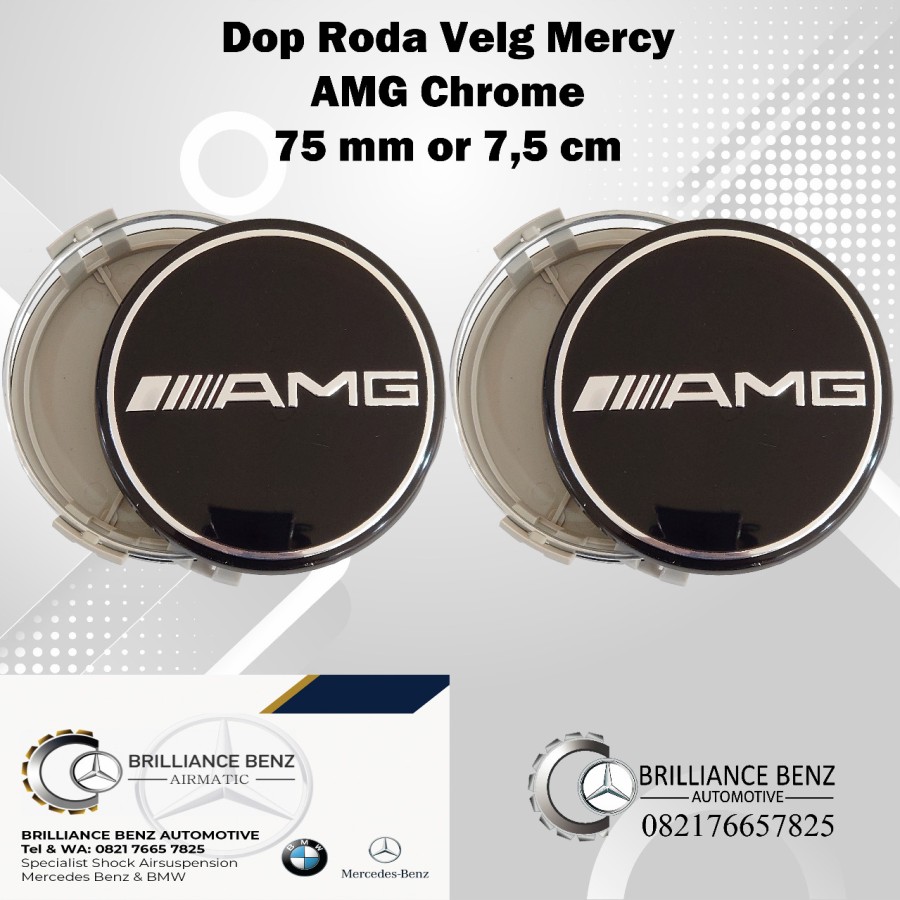 Dop Roda Velg Mercy
AMG Chrome
75 mm or 7,5 cm
AMG
AMG
BRILLIANCE BENZ
AIRMATIC
BRILLIANCE BENZ AUTOMOTIVE
Tel & WA: 0821 7665 7825
Specialist Shock Airsuspension
Mercedes Benz & BMW
BMW
Mercedes-Benz
BRILLIANCE BENZ
AUTOMOTIVE
082176657825